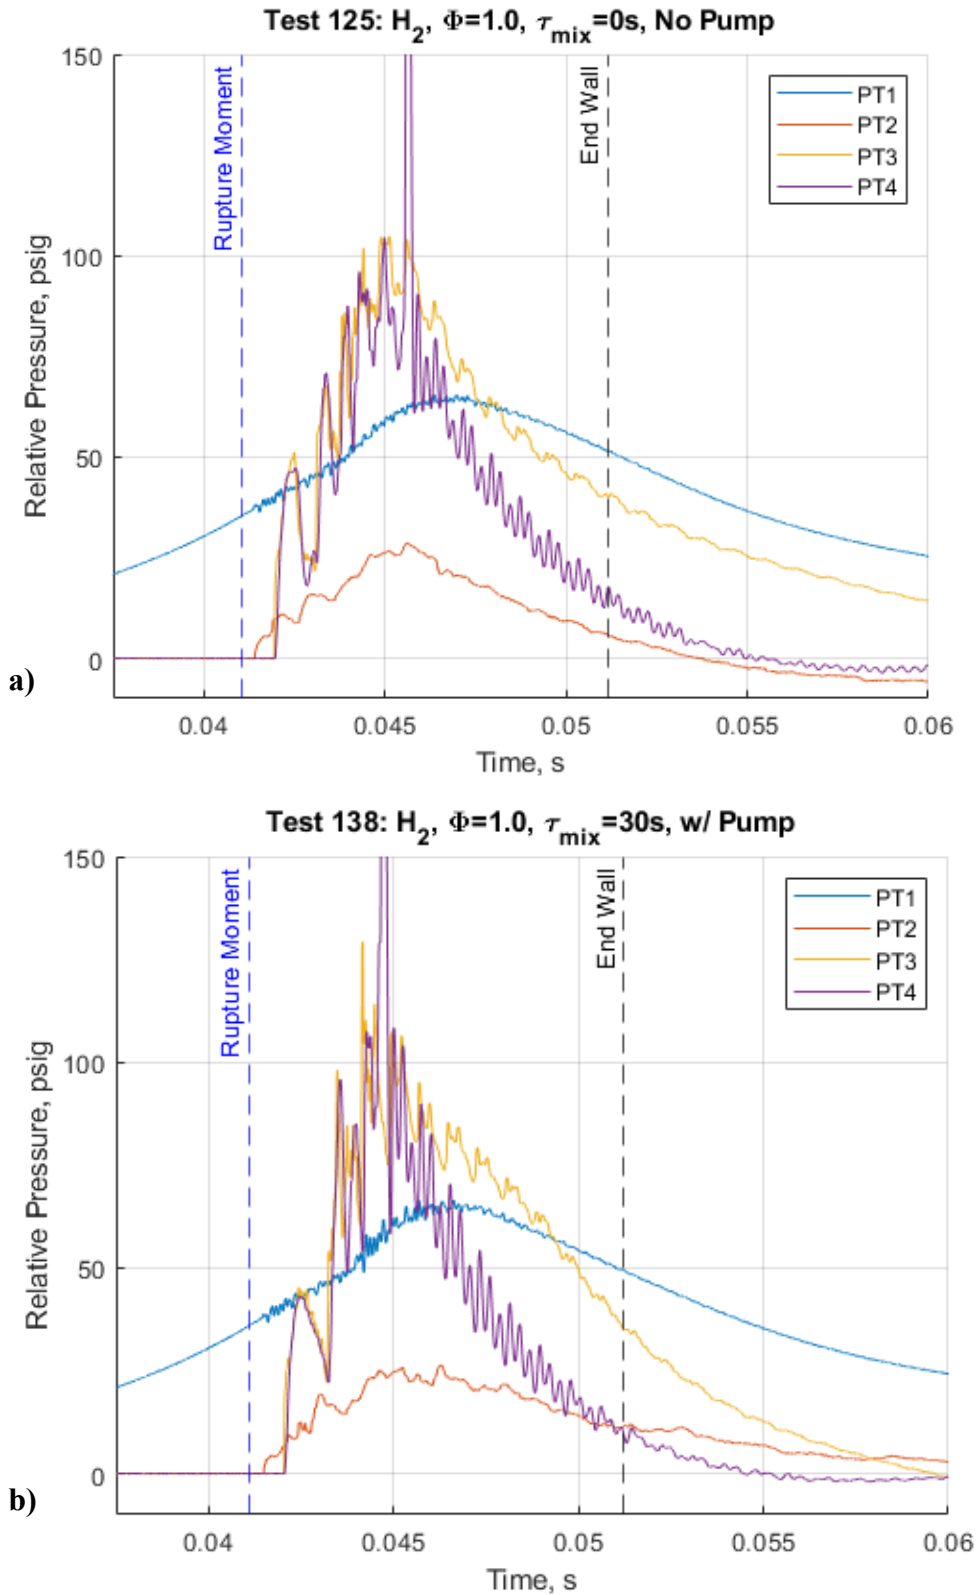 Test 125: H2, Φ=1.0, τmix=0s, No Pump
150
100
50
0
Relative Pressure, psig
Rupture Moment
End Wall
PT1
PT2
PT3
PT4
a)
0.04
0.045
0.05
0.055
0.06
Time, s
Test 138: H2, Φ=1.0, τmix=30s, w/ Pump
150
100
50
0
Relative Pressure, psig
Rupture Moment
End Wall
PT1
PT2
PT3
PT4
b)
0.04
0.045
0.05
0.055
0.06
Time, s